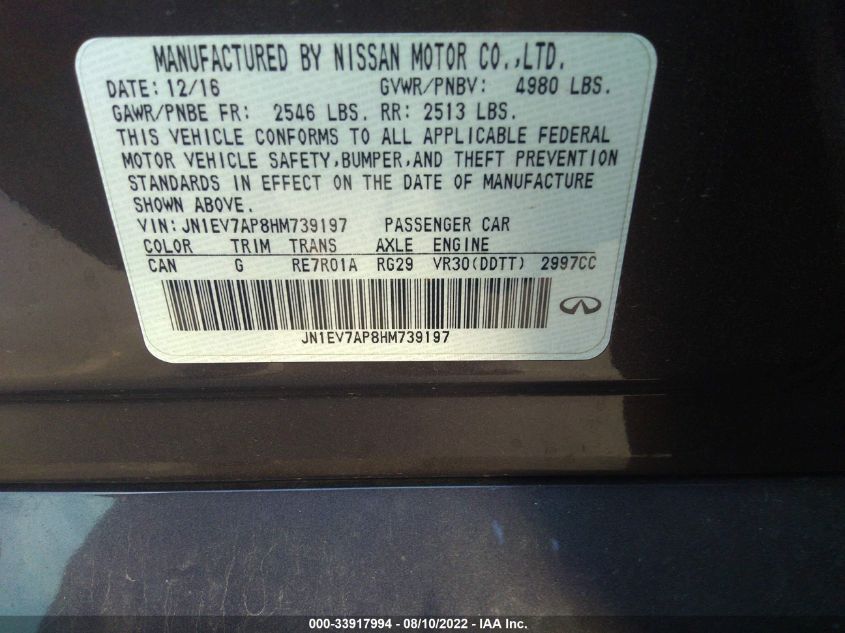 MANUFACTURED BY NISSAN MOTOR CO.,LTD.
DATE: 12/16 GVWR/PNBV: 4980 LBS.
GAWR/PNBE FR: 2546 LBS. RR: 2513 LBS.
THIS VEHICLE CONFORMS TO ALL APPLICABLE FEDERAL
MOTOR VEHICLE SAFETY,BUMPER,AND THEFT PREVENTION
STANDARDS IN EFFECT ON THE DATE OF MANUFACTURE
SHOWN ABOVE.
VIN: JN1EV7AP8HM739197 PASSENGER CAR
COLOR TRIM TRANS AXLE ENGINE
CAN G RE7R01A RG29 VR30(DDTT) 2997CC
JN1EV7AP8HM739197
000-33917994 - 08/10/2022 - IAA Inc.